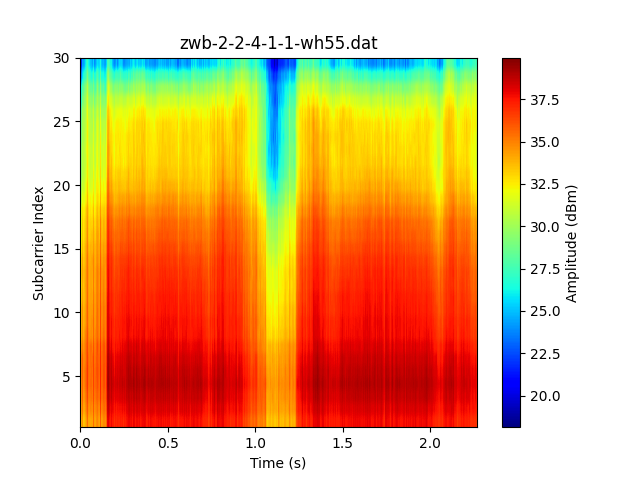 zwb-2-2-4-1-1-wh55.dat
30
25
20
15
10
5
Subcarrier Index
0.0 0.5 1.0 1.5 2.0
Time (s)
37.5
35.0
32.5
30.0
27.5
25.0
22.5
20.0
Amplitude (dBm)